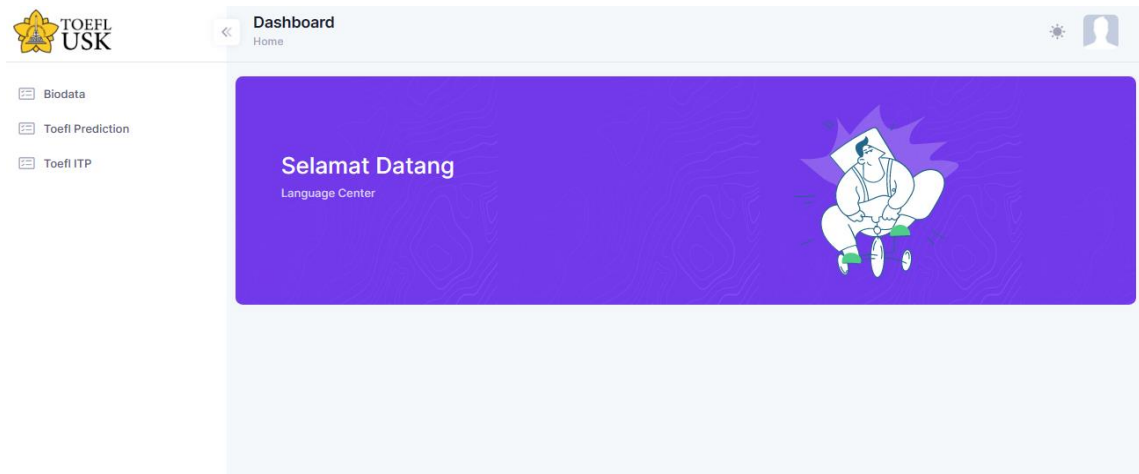 TOEFL
USK
Dashboard
Home
Biodata
Toefl Prediction
Toefl ITP
Selamat Datang
Language Center